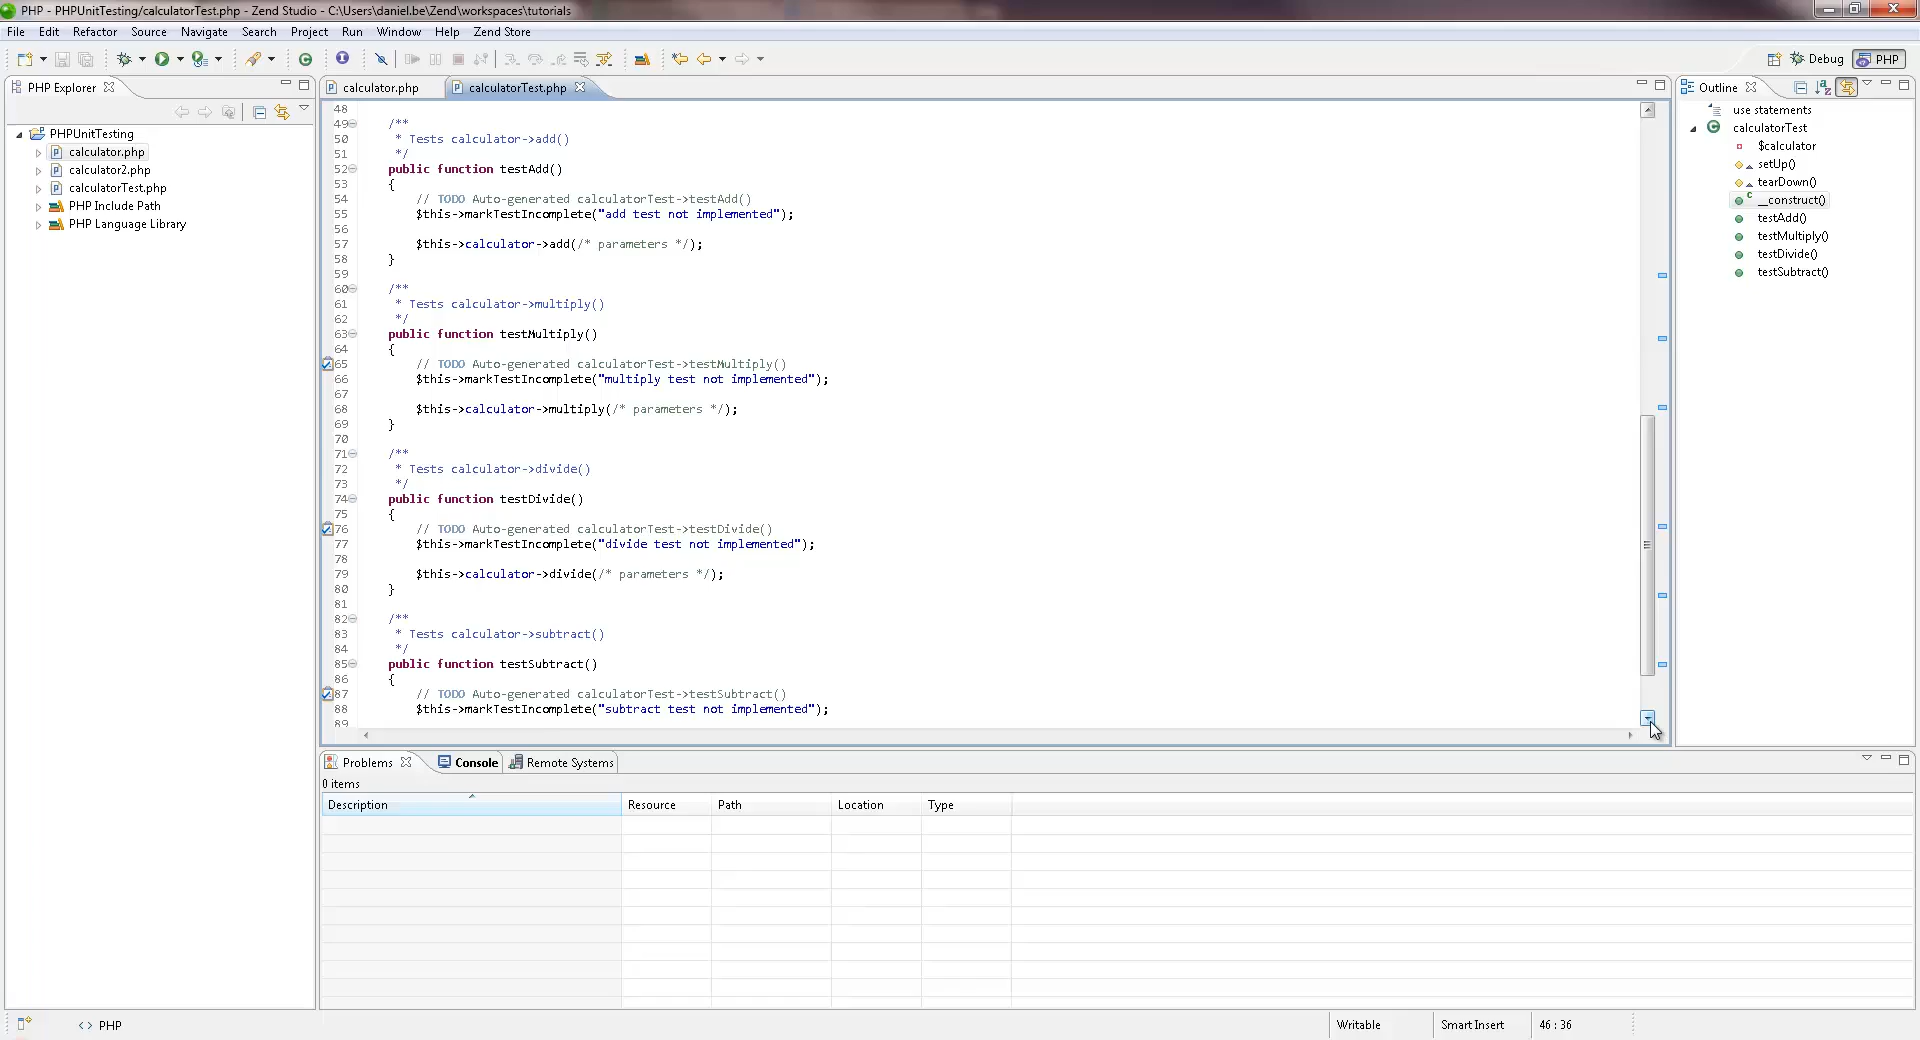 PHP - PHPUnitTesting/calculatorTest.php - Zend Studio - C:\Users\daniel.be\Zend\workspaces\tutorials
File Edit Refactor Source Navigate Search Project Run Window Help Zend Store
Debug PHP
PHP Explorer
PHPUnitTesting
calculator.php
calculator2.php
calculatorTest.php
PHP Include Path
PHP Language Library
calculator.php calculatorTest.php
48
49 /**
50 * Tests calculator->add()
51 */
52 public function testAdd()
53 {
54 // TODO Auto-generated calculatorTest->testAdd()
55 $this->markTestIncomplete("add test not implemented");
56
57 $this->calculator->add(/* parameters */);
58 }
59
60 /**
61 * Tests calculator->multiply()
62 */
63 public function testMultiply()
64 {
65 // TODO Auto-generated calculatorTest->testMultiply()
66 $this->markTestIncomplete("multiply test not implemented");
67
68 $this->calculator->multiply(/* parameters */);
69 }
70
71 /**
72 * Tests calculator->divide()
73 */
74 public function testDivide()
75 {
76 // TODO Auto-generated calculatorTest->testDivide()
77 $this->markTestIncomplete("divide test not implemented");
78
79 $this->calculator->divide(/* parameters */);
80 }
81
82 /**
83 * Tests calculator->subtract()
84 */
85 public function testSubtract()
86 {
87 // TODO Auto-generated calculatorTest->testSubtract()
88 $this->markTestIncomplete("subtract test not implemented");
89
Outline
use statements
calculatorTest
$calculator
setUp()
tearDown()
__construct()
testAdd()
testMultiply()
testDivide()
testSubtract()
Problems Console Remote Systems
0 items
Description Resource Path Location Type
PHP Writable Smart Insert 46 : 36